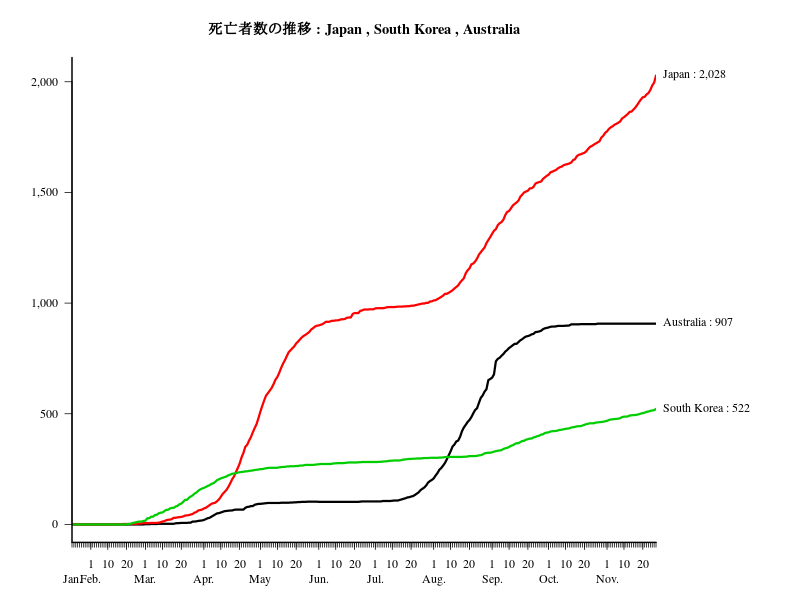 死亡者数の推移 : Japan , South Korea , Australia
2,000
1,500
1,000
500
0
Japan : 2,028
Australia : 907
South Korea : 522
1 10 20 1 10 20 1 10 20 1 10 20 1 10 20 1 10 20 1 10 20 1 10 20 1 10 20 1 10 20
Jan. Feb. Mar. Apr. May Jun. Jul. Aug. Sep. Oct. Nov.